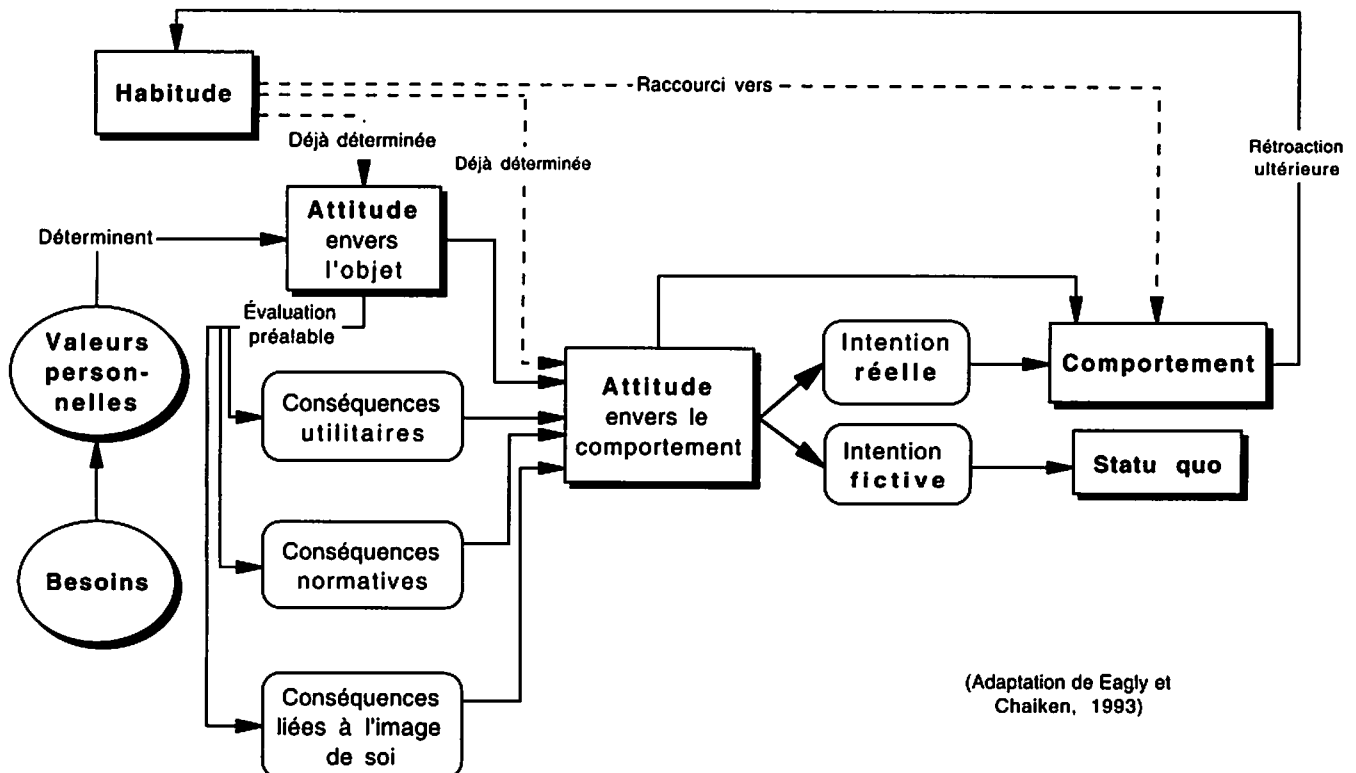 Habitude
Raccourci vers
Déjà déterminée
Déjà déterminée
Rétroaction
ultérieure
Attitude
envers
l'objet
Déterminent
Évaluation
préalable
Valeurs
person-
nelles
Besoins
Conséquences
utilitaires
Conséquences
normatives
Conséquences
liées à l'image
de soi
Attitude
envers le
comportement
Intention
réelle
Intention
fictive
Comportement
Statu quo
(Adaptation de Eagly et
Chaiken, 1993)